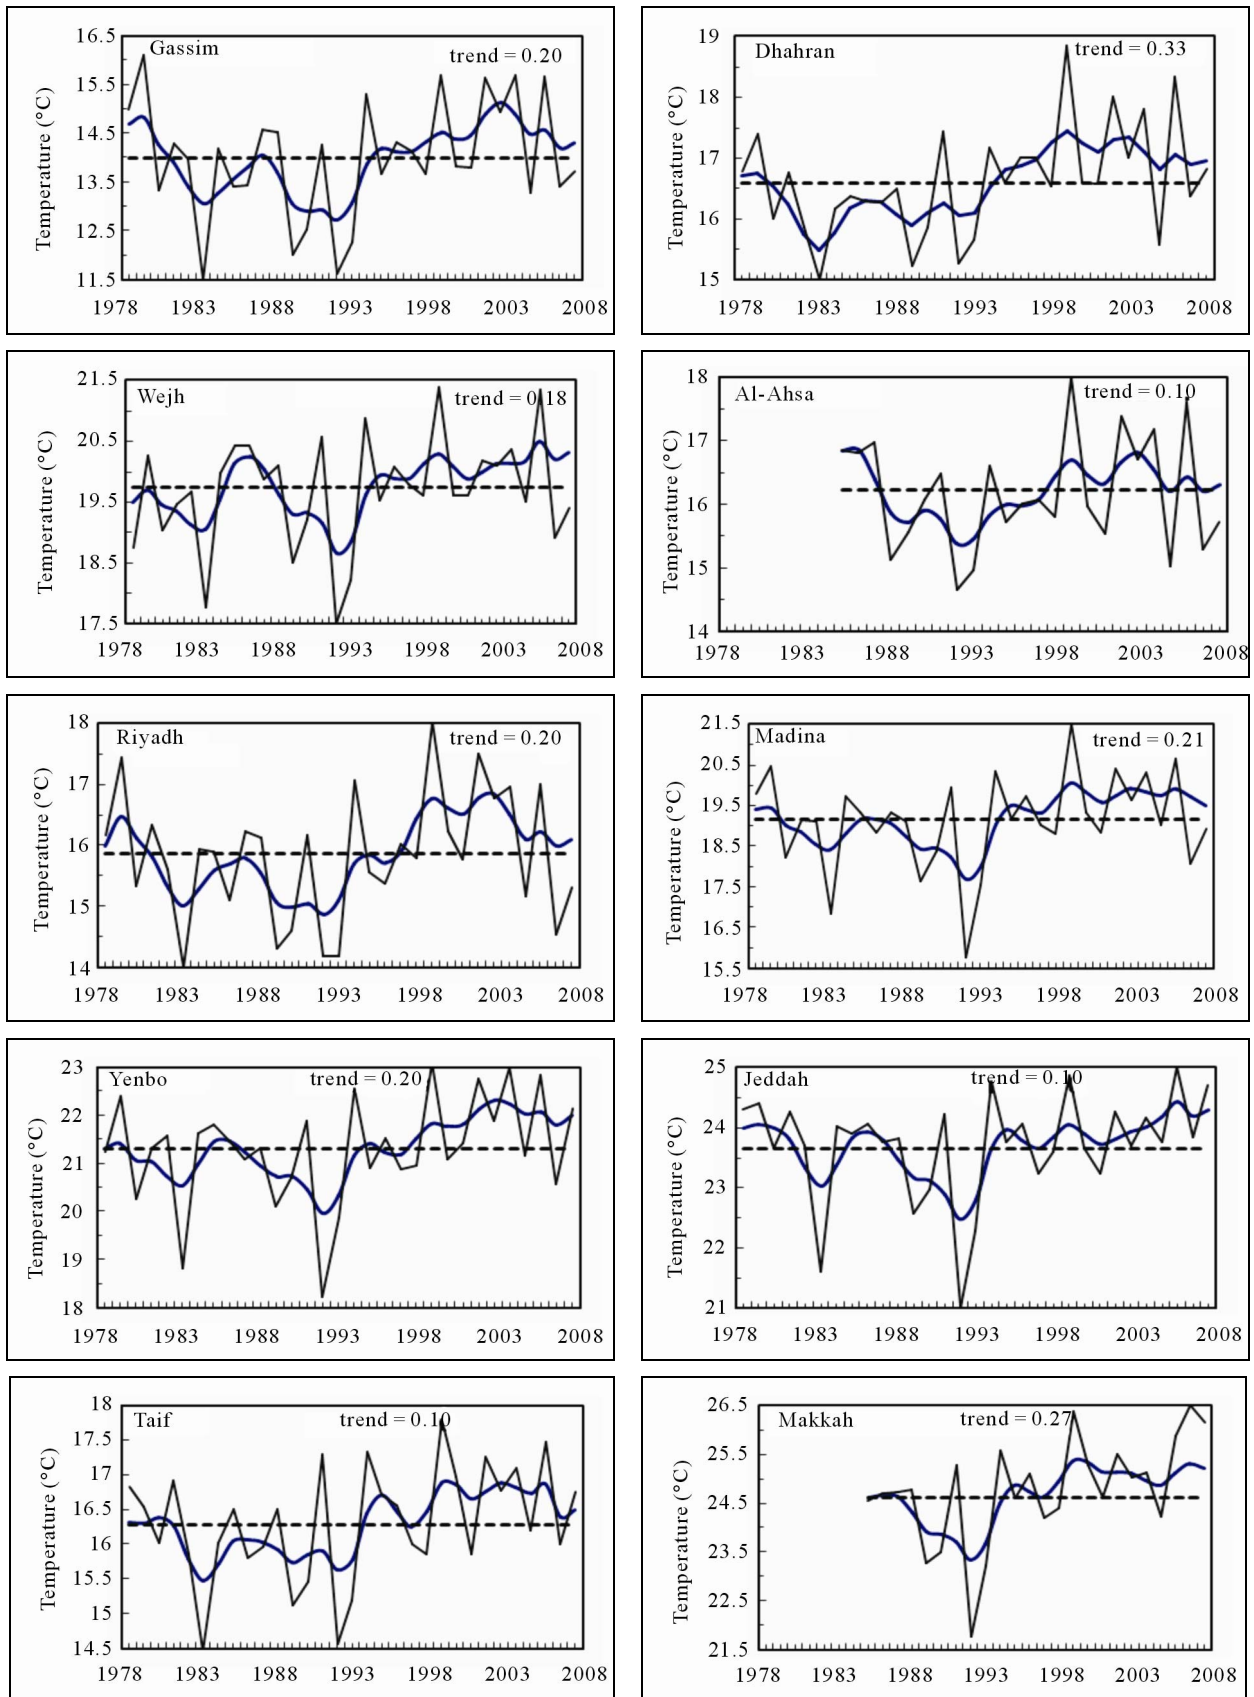 Gassim
trend = 0.20
Temperature (°C)
16.5
15.5
14.5
13.5
12.5
11.5
1978 1983 1988 1993 1998 2003 2008
Dhahran
trend = 0.33
Temperature (°C)
19
18
17
16
15
1978 1983 1988 1993 1998 2003 2008
Wejh
trend = 0.18
Temperature (°C)
21.5
20.5
19.5
18.5
17.5
1978 1983 1988 1993 1998 2003 2008
Al-Ahsa
trend = 0.10
Temperature (°C)
18
17
16
15
14
1978 1983 1988 1993 1998 2003 2008
Riyadh
trend = 0.20
Temperature (°C)
18
17
16
15
14
1978 1983 1988 1993 1998 2003 2008
Madina
trend = 0.21
Temperature (°C)
21.5
20.5
19.5
18.5
17.5
16.5
15.5
1978 1983 1988 1993 1998 2003 2008
Yenbo
trend = 0.20
Temperature (°C)
23
22
21
20
19
18
1978 1983 1988 1993 1998 2003 2008
Jeddah
trend = 0.10
Temperature (°C)
25
24
23
22
21
1978 1983 1988 1993 1998 2003 2008
Taif
trend = 0.10
Temperature (°C)
18
17.5
17
16.5
16
15.5
15
14.5
1978 1983 1988 1993 1998 2003 2008
Makkah
trend = 0.27
Temperature (°C)
26.5
25.5
24.5
23.5
22.5
21.5
1978 1983 1988 1993 1998 2003 2008